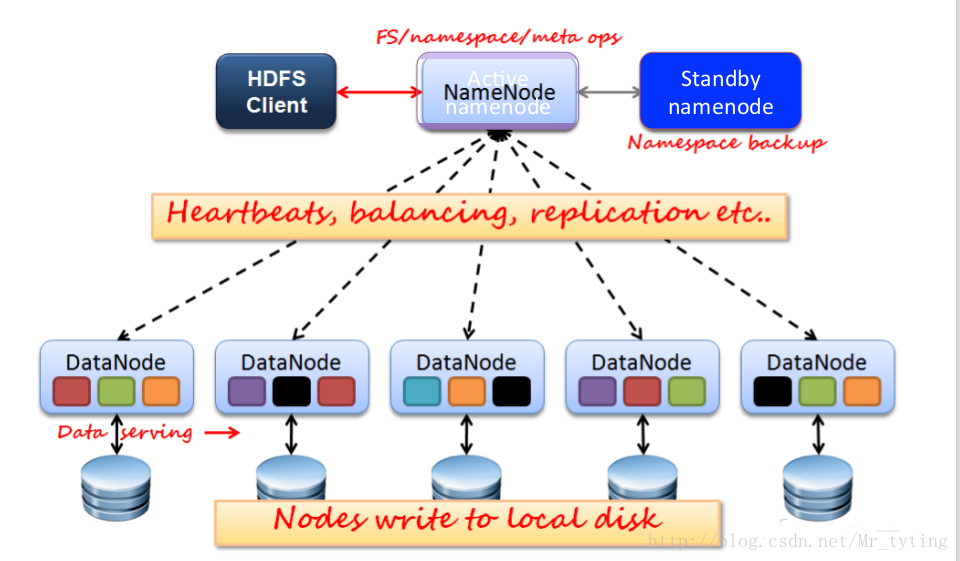 FS/namespace/meta ops
HDFS
Client
Active
NameNode
namenode
Standby
namenode
Namespace backup
Heartbeats, balancing, replication etc..
DataNode
DataNode
DataNode
DataNode
DataNode
Data serving
Nodes write to local disk
http://blog.csdn.net/Mr_tyting